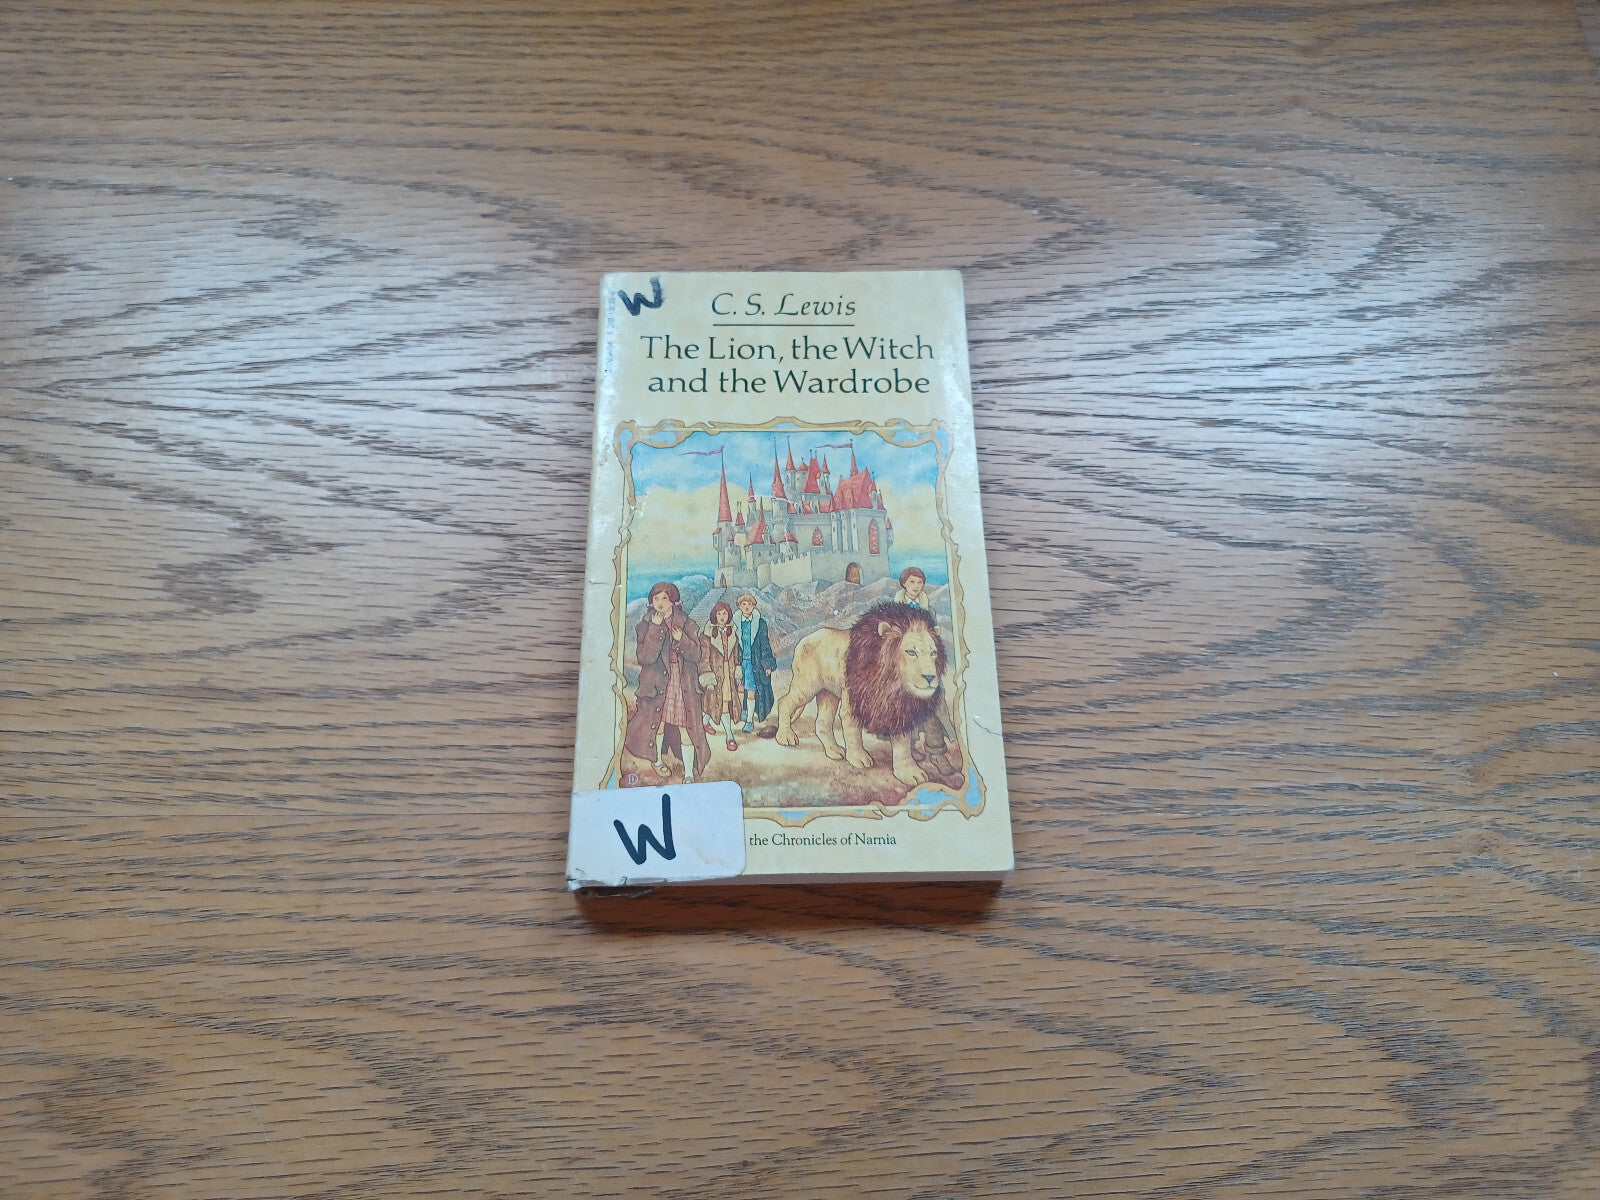 W
C. S. Lewis
The Lion, the Witch
and the Wardrobe
W
the Chronicles of Narnia